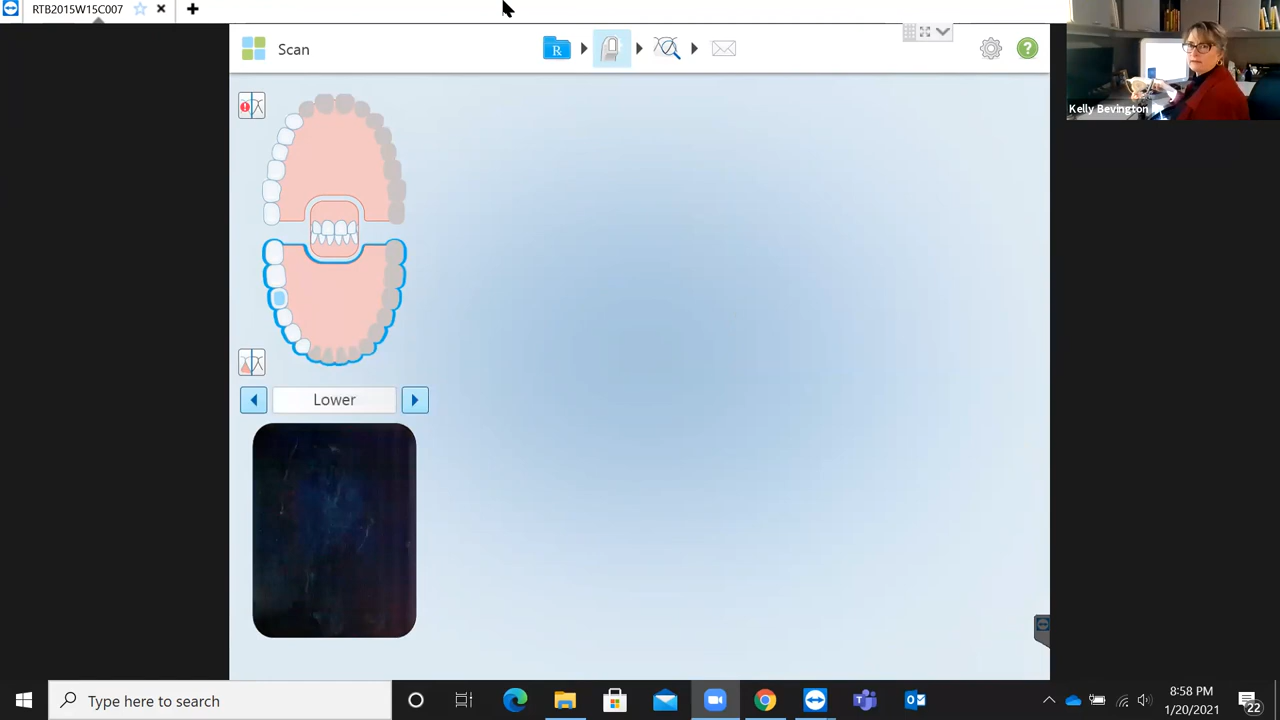 RTB2015W15C007
Scan
R
?
Kelly Bevington
Lower
Type here to search
8:58 PM
1/20/2021
22